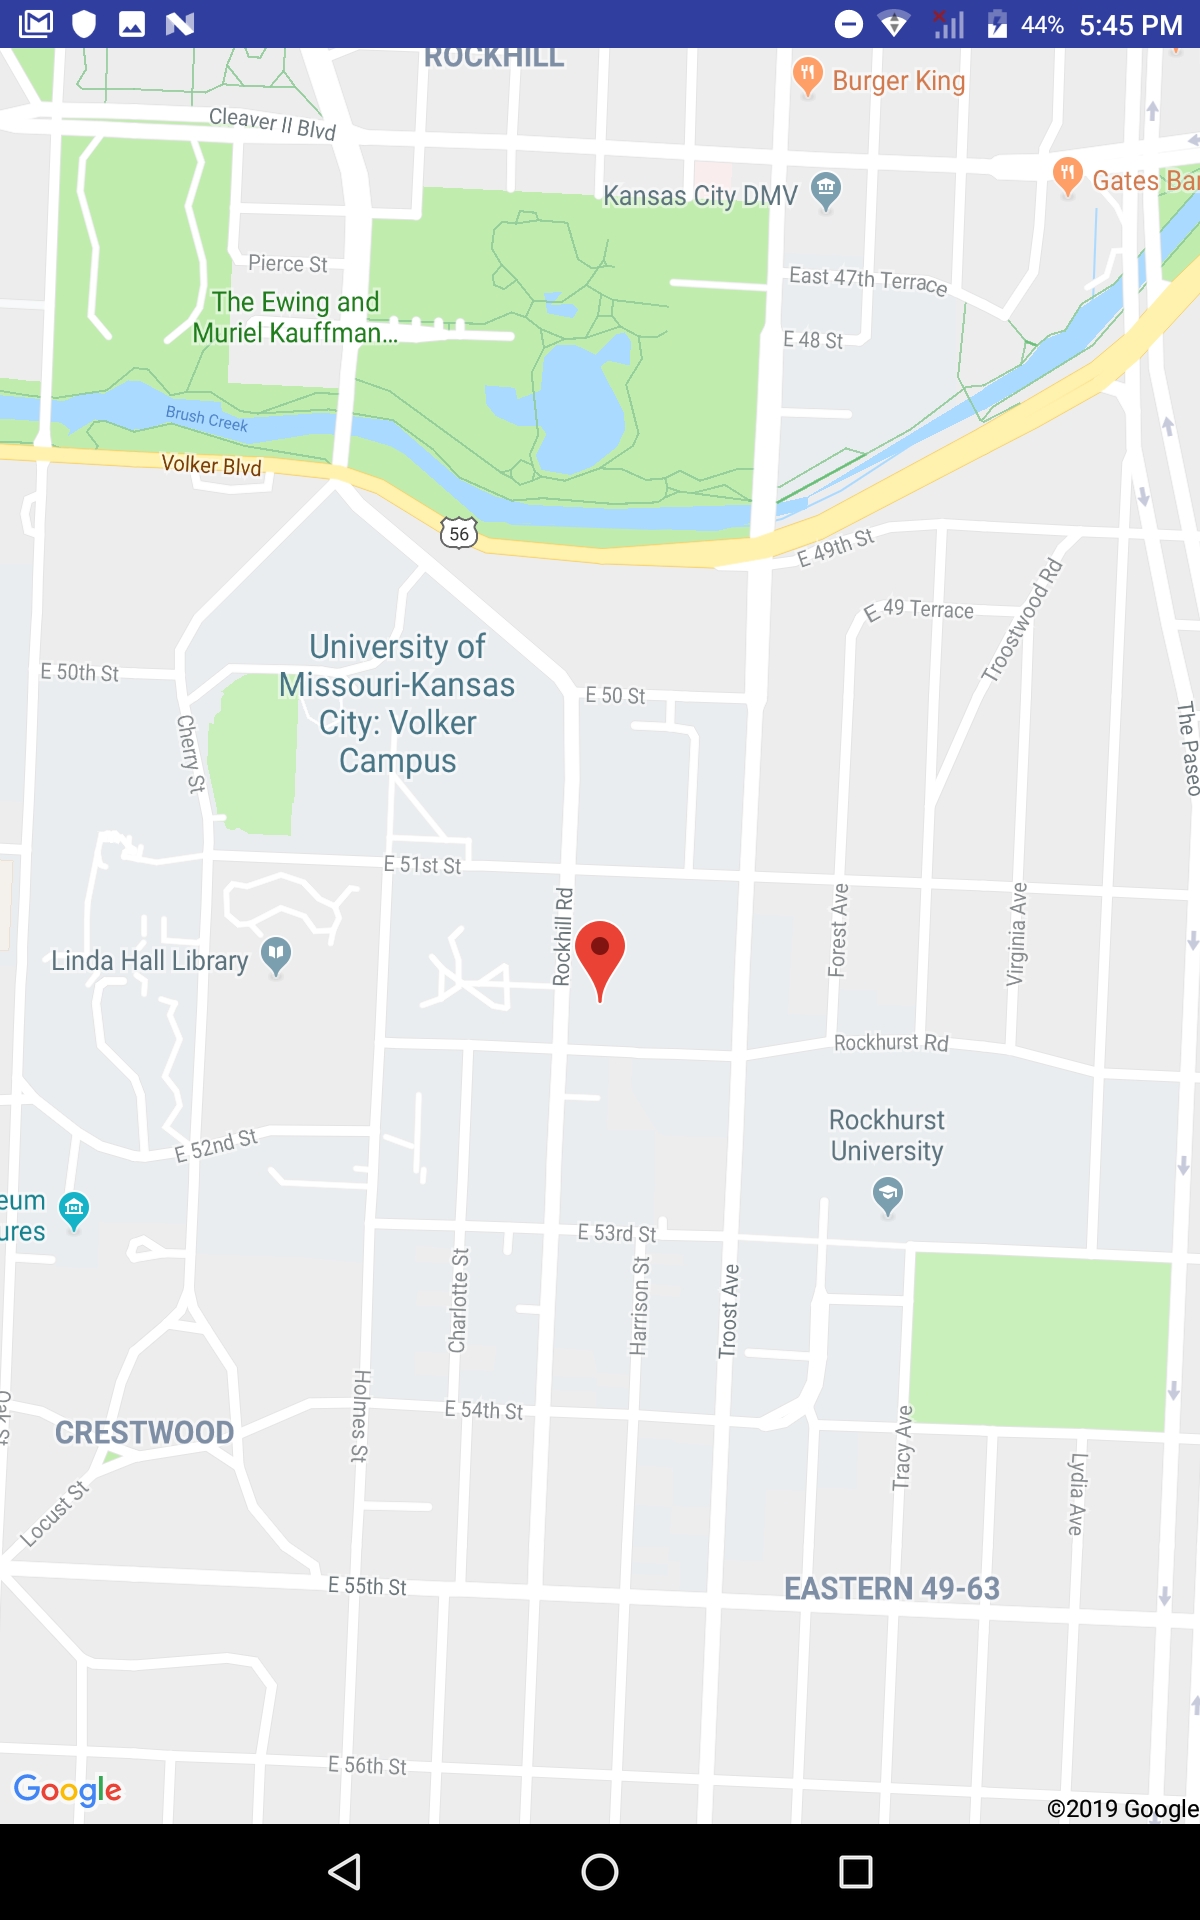 44% 5:45 PM
ROCKHILL
Burger King
Cleaver II Blvd
Gates Bar
Kansas City DMV
Pierce St
East 47th Terrace
The Ewing and
Muriel Kauffman...
E 48 St
Brush Creek
Volker Blvd
56
E 49th St
E 49 Terrace
Troostwood Rd
University of
Missouri-Kansas
City: Volker
Campus
E 50th St
E 50 St
Cherry St
The Paseo
E 51st St
Rockhill Rd
Forest Ave
Virginia Ave
Linda Hall Library
Rockhurst Rd
Rockhurst
University
E 52nd St
eum
ures
E 53rd St
Charlotte St
Harrison St
Troost Ave
Holmes St
Oak St
E 54th St
CRESTWOOD
Tracy Ave
Lydia Ave
Locust St
E 55th St
EASTERN 49-63
E 56th St
Google
©2019 Google